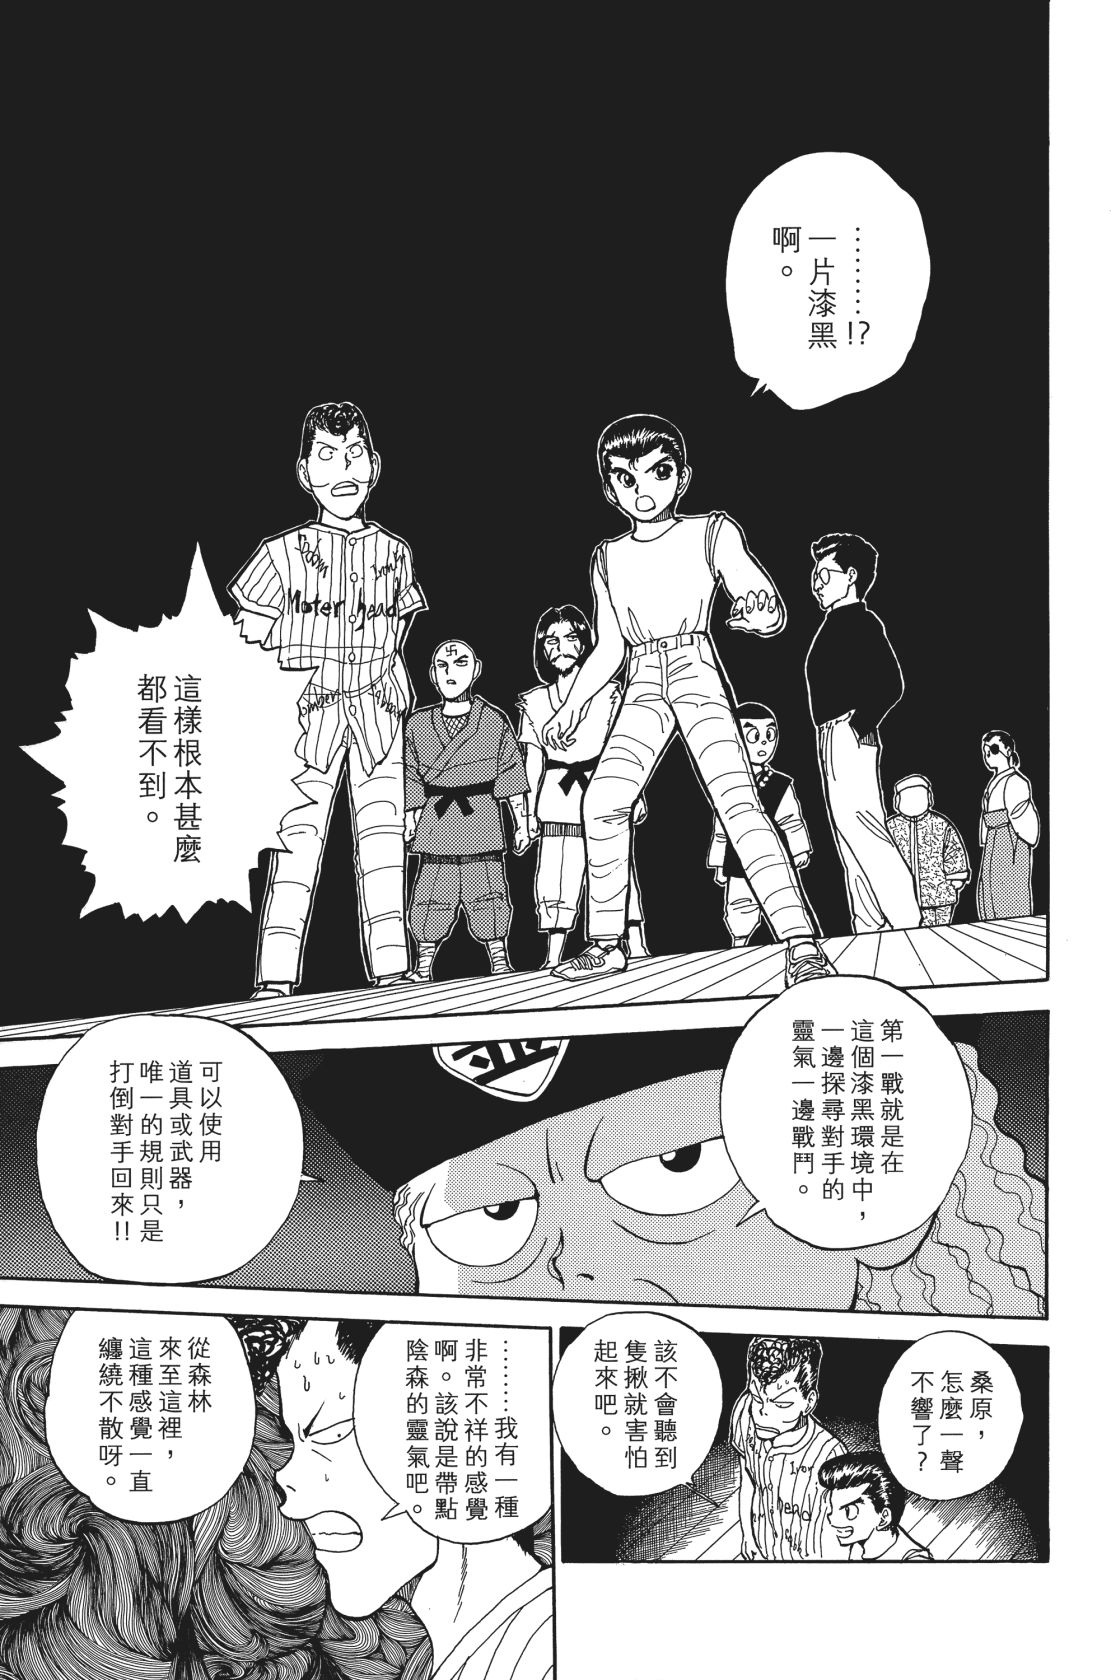 ………!?
一片漆黑
啊。
這樣根本甚麼
都看不到。
第一戰就是在
這個漆黑環境中，
一邊探尋對手的
靈氣一邊戰鬥。
可以使用
道具或武器，
唯一的規則只是
打倒對手回來!!
桑原，
怎麼一聲
不響了?
該不會聽到
隻揪就害怕
起來吧。
………我有一種
非常不祥的感覺
啊。該說是帶點
陰森的靈氣吧。
從森林
來至這裡，
這種感覺一直
纏繞不散呀。
Sodom
Iron
Moter head
omber
卐
Iron
head